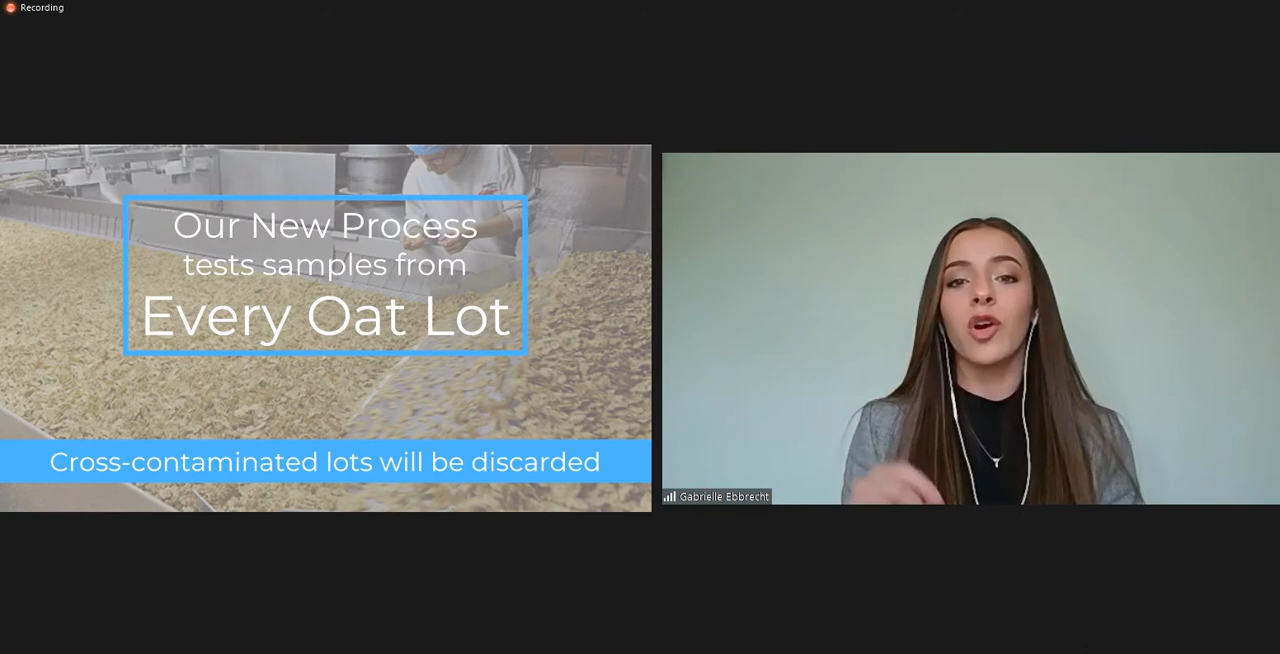 Recording
Our New Process
tests samples from
Every Oat Lot
Cross-contaminated lots will be discarded
Gabrielle Ebbrecht